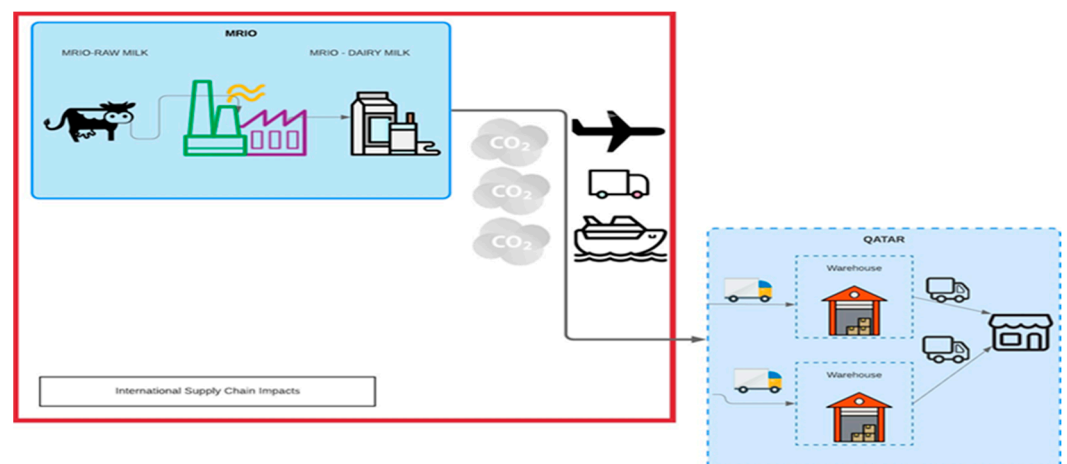 MRIO
MRIO-RAW MILK
MRIO - DAIRY MILK
CO2
CO2
CO2
International Supply Chain Impacts
QATAR
Warehouse
Warehouse